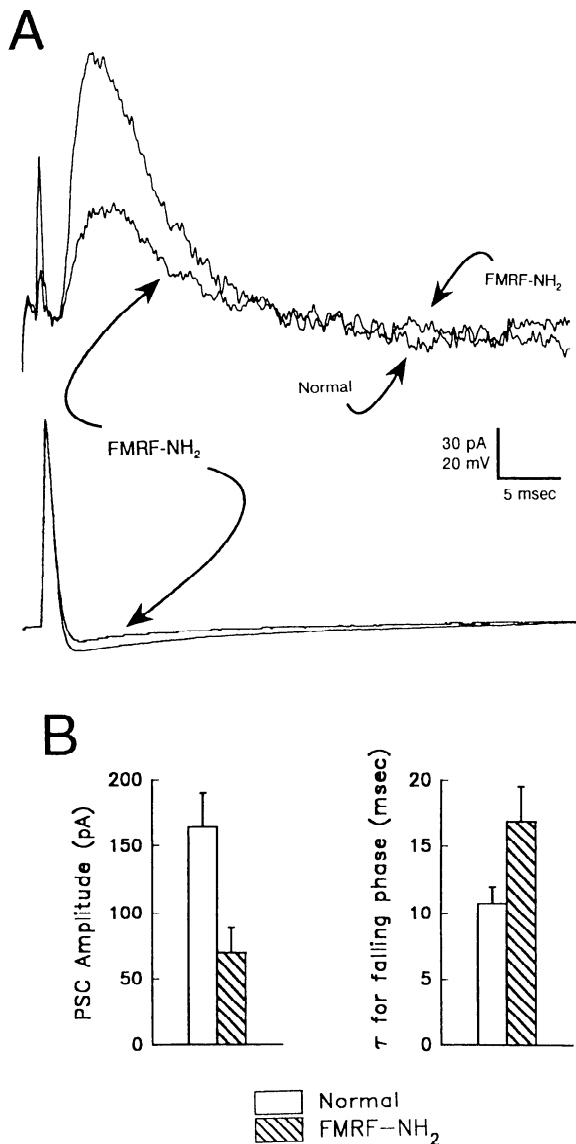 A
FMRF-NH₂
Normal
FMRF-NH₂
30 pA
20 mV
5 msec
B
PSC Amplitude (pA)
200
150
100
50
0
τ for falling phase (msec)
20
15
10
5
0
Normal
FMRF-NH₂